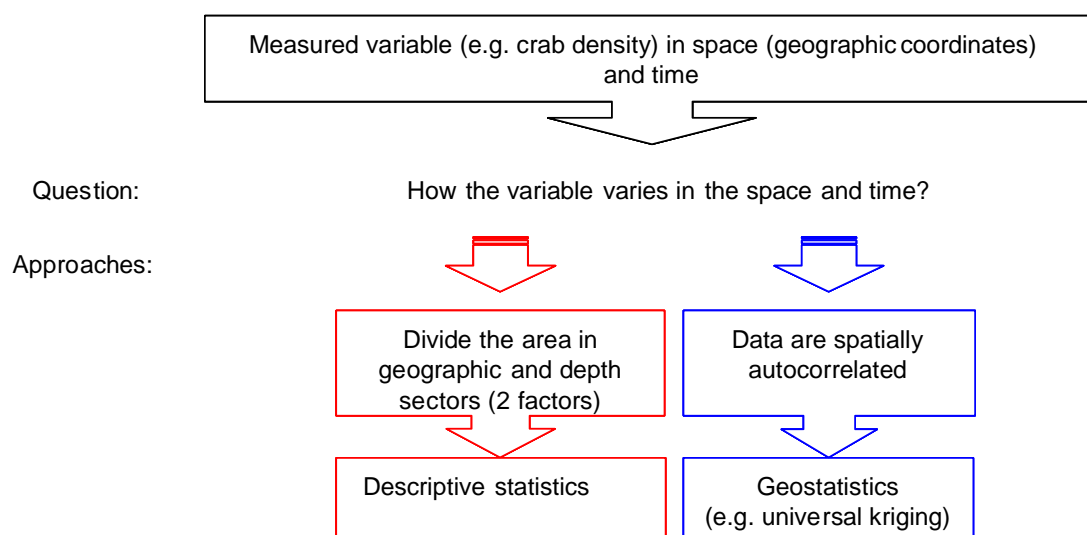 Measured variable (e.g. crab density) in space (geographic coordinates)
and time
Question:
How the variable varies in the space and time?
Approaches:
Divide the area in
geographic and depth
sectors (2 factors)
Data are spatially
autocorrelated
Descriptive statistics
Geostatistics
(e.g. universal kriging)